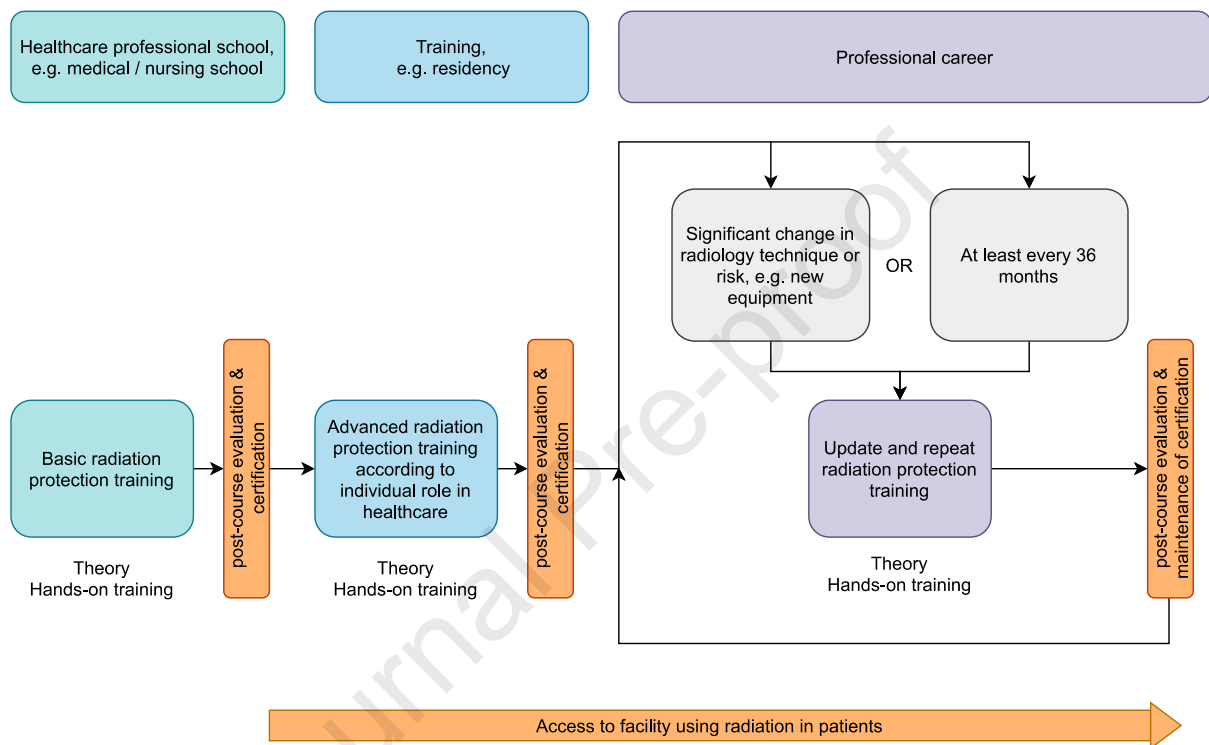 Healthcare professional school,
e.g. medical / nursing school
Training,
e.g. residency
Professional career
Significant change in
radiology technique or
risk, e.g. new
equipment
OR
At least every 36
months
Basic radiation
protection training
post-course evaluation &
certification
Advanced radiation
protection training
according to
individual role in
healthcare
post-course evaluation &
certification
Update and repeat
radiation protection
training
post-course evaluation &
maintenance of certification
Theory
Hands-on training
Theory
Hands-on training
Theory
Hands-on training
Access to facility using radiation in patients
urnal Pre-proof